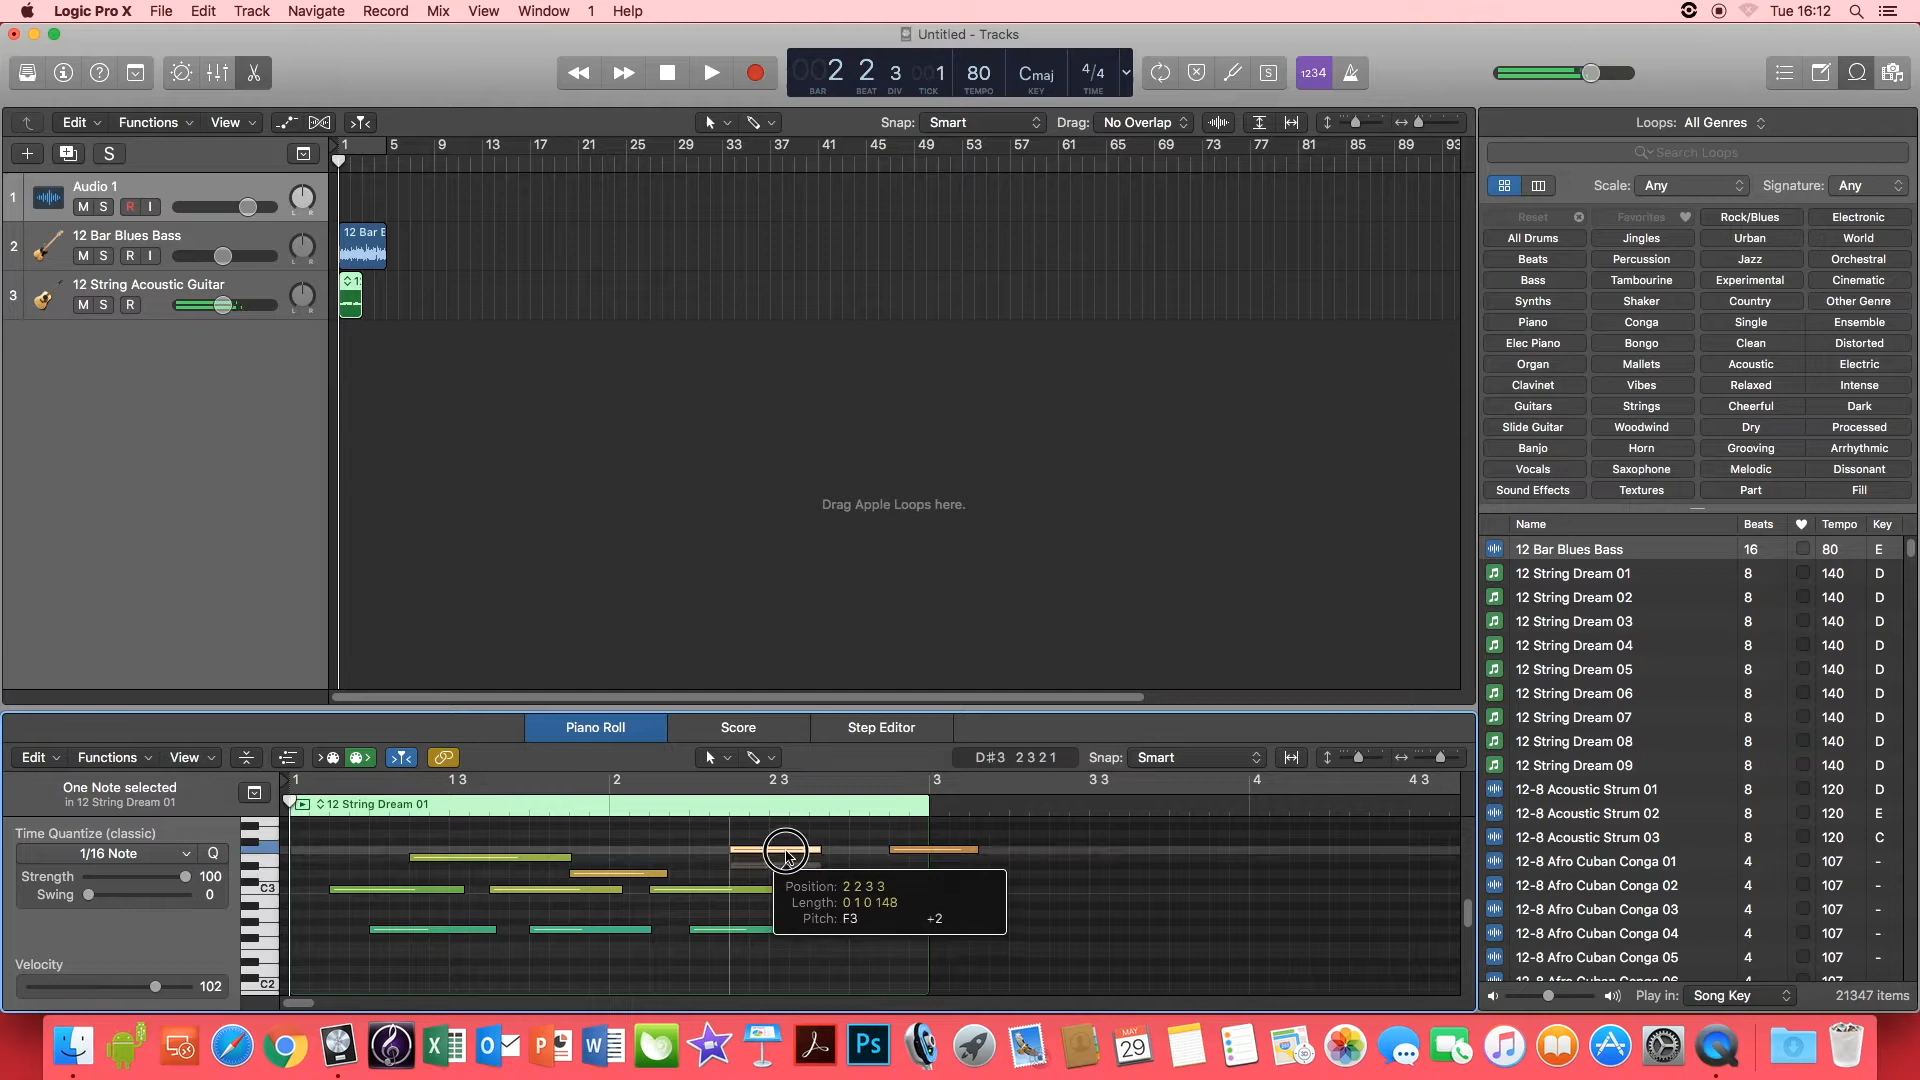 Logic Pro X File Edit Track Navigate Record Mix View Window 1 Help
Tue 16:12
Untitled - Tracks
002 2 3 001 80 Cmaj 4/4
BAR BEAT DIV TICK TEMPO KEY TIME
S
1234
Edit Functions View
Snap: Smart
Drag: No Overlap
Loops: All Genres
S
1 5 9 13 17 21 25 29 33 37 41 45 49 53 57 61 65 69 73 77 81 85 89 93
Search Loops
Scale: Any
Signature: Any
1 Audio 1
M S R I
L R
2 12 Bar Blues Bass
M S R I
L R
12 Bar B
3 12 String Acoustic Guitar
M S R
L R
Drag Apple Loops here.
Reset Favorites Rock/Blues Electronic
All Drums Jingles Urban World
Beats Percussion Jazz Orchestral
Bass Tambourine Experimental Cinematic
Synths Shaker Country Other Genre
Piano Conga Single Ensemble
Elec Piano Bongo Clean Distorted
Organ Mallets Acoustic Electric
Clavinet Vibes Relaxed Intense
Guitars Strings Cheerful Dark
Slide Guitar Woodwind Dry Processed
Banjo Horn Grooving Arrhythmic
Vocals Saxophone Melodic Dissonant
Sound Effects Textures Part Fill
Name Beats Tempo Key
12 Bar Blues Bass 16 80 E
12 String Dream 01 8 140 D
12 String Dream 02 8 140 D
12 String Dream 03 8 140 D
12 String Dream 04 8 140 D
12 String Dream 05 8 140 D
12 String Dream 06 8 140 D
12 String Dream 07 8 140 D
12 String Dream 08 8 140 D
12 String Dream 09 8 140 D
12-8 Acoustic Strum 01 8 120 D
12-8 Acoustic Strum 02 8 120 E
12-8 Acoustic Strum 03 8 120 C
12-8 Afro Cuban Conga 01 4 107 -
12-8 Afro Cuban Conga 02 4 107 -
12-8 Afro Cuban Conga 03 4 107 -
12-8 Afro Cuban Conga 04 4 107 -
12-8 Afro Cuban Conga 05 4 107 -
Play in: Song Key
21347 items
Piano Roll Score Step Editor
Edit Functions View
D#3 2 3 2 1
Snap: Smart
One Note selected
in 12 String Dream 01
1 1 3 2 2 3 3 3 3 4 4 3
12 String Dream 01
Time Quantize (classic)
1/16 Note Q
Strength 100
Swing 0
C3
C2
Velocity
102
Position: 2 2 3 3
Length: 0 1 0 148
Pitch: F3 +2
MAY
29
Ps